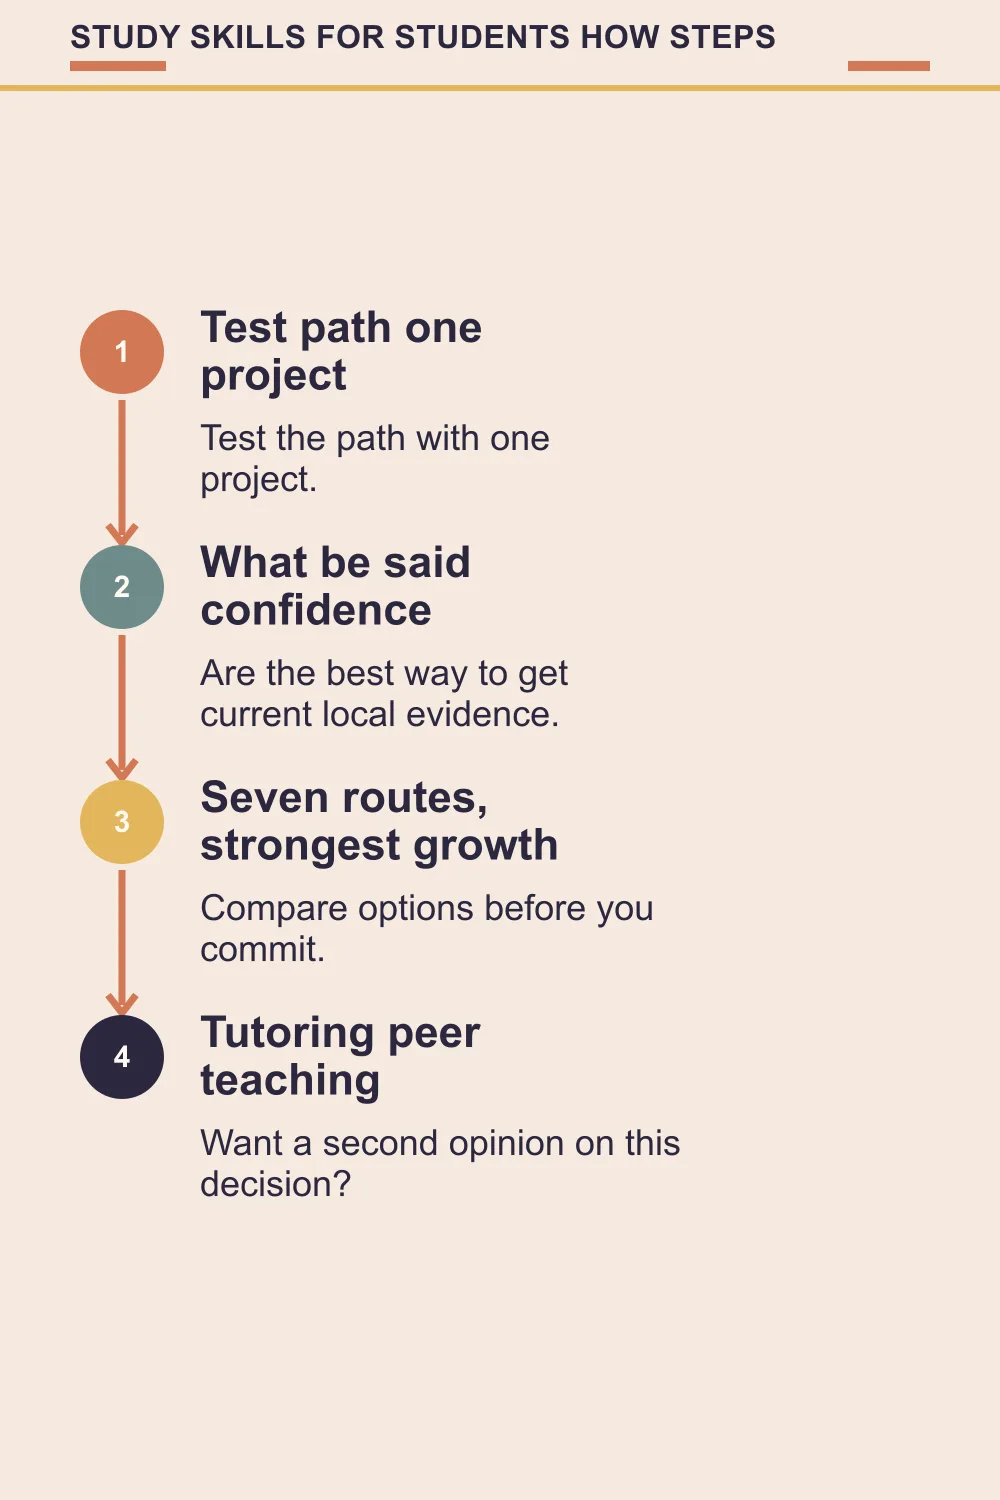 STUDY SKILLS FOR STUDENTS HOW STEPS
1
Test path one
project
Test the path with one
project.
2
What be said
confidence
Are the best way to get
current local evidence.
3
Seven routes,
strongest growth
Compare options before you
commit.
4
Tutoring peer
teaching
Want a second opinion on this
decision?